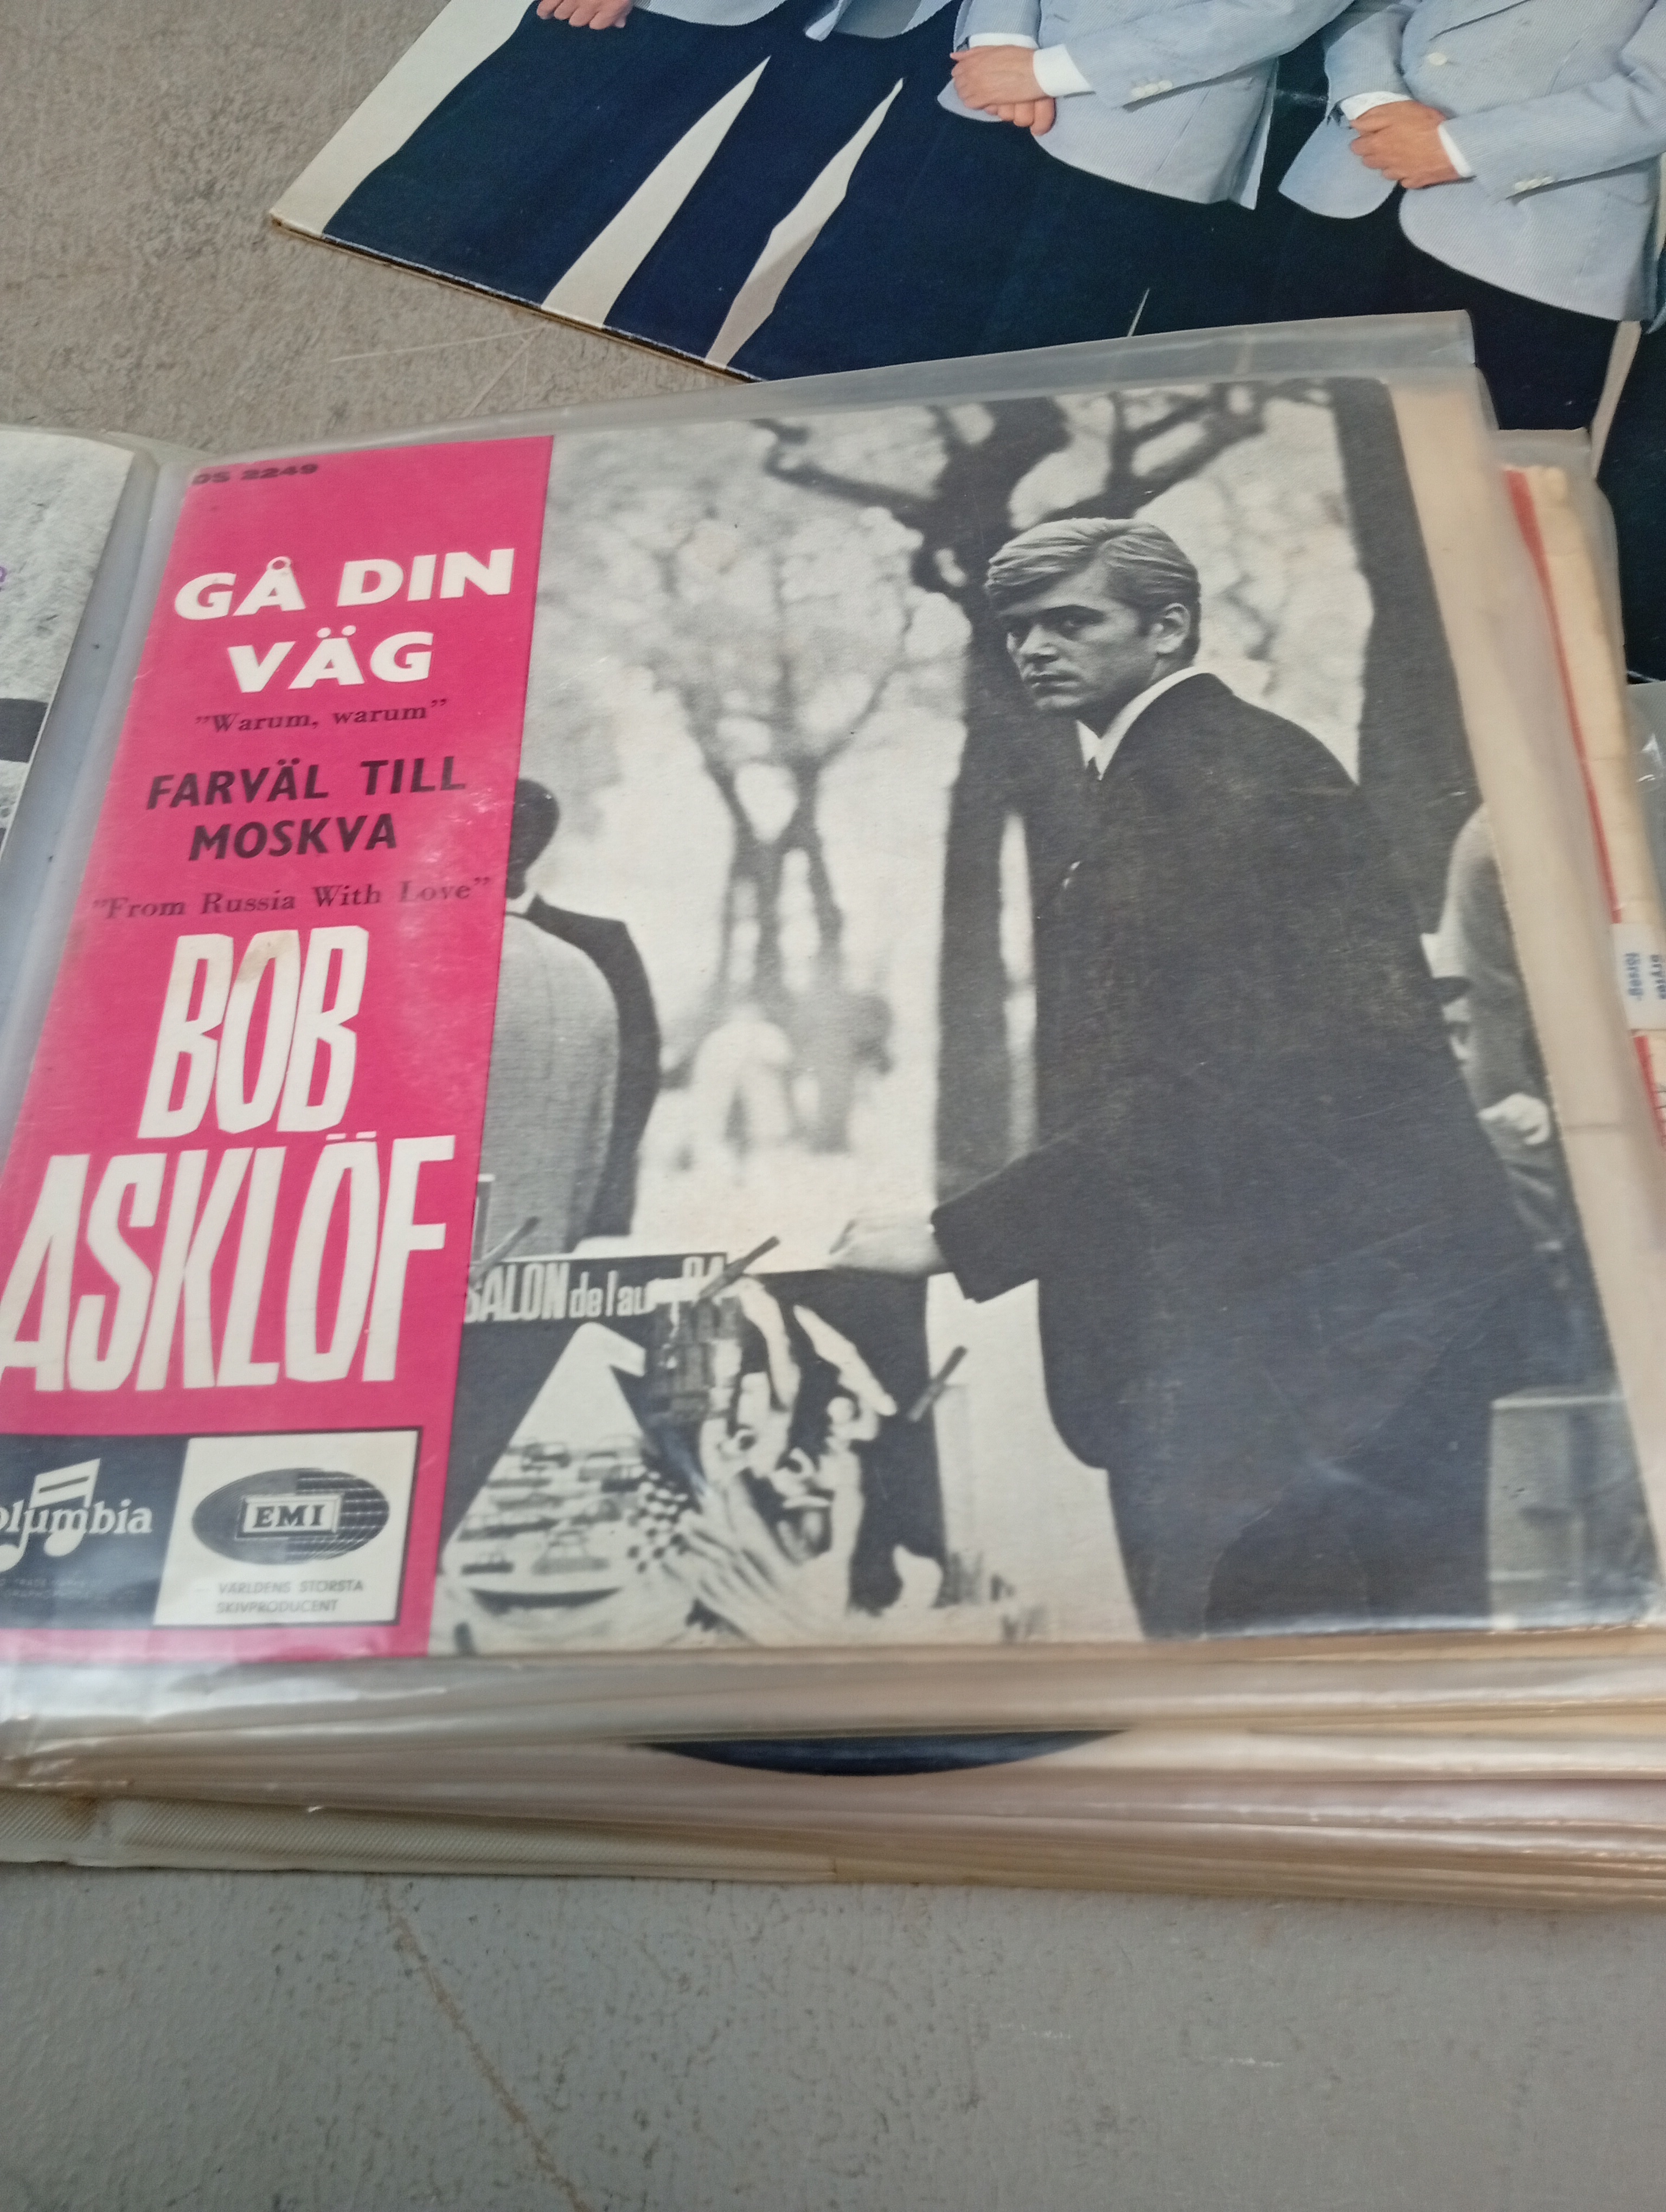 DS 2249
GÅ DIN
VÄG
"Warum, warum"
FARVÄL TILL
MOSKVA
"From Russia With Love"
BOB
ASKLÖF
EMI
VÄRLDENS STÖRSTA
SKIVPRODUCENT
SALON de l'au